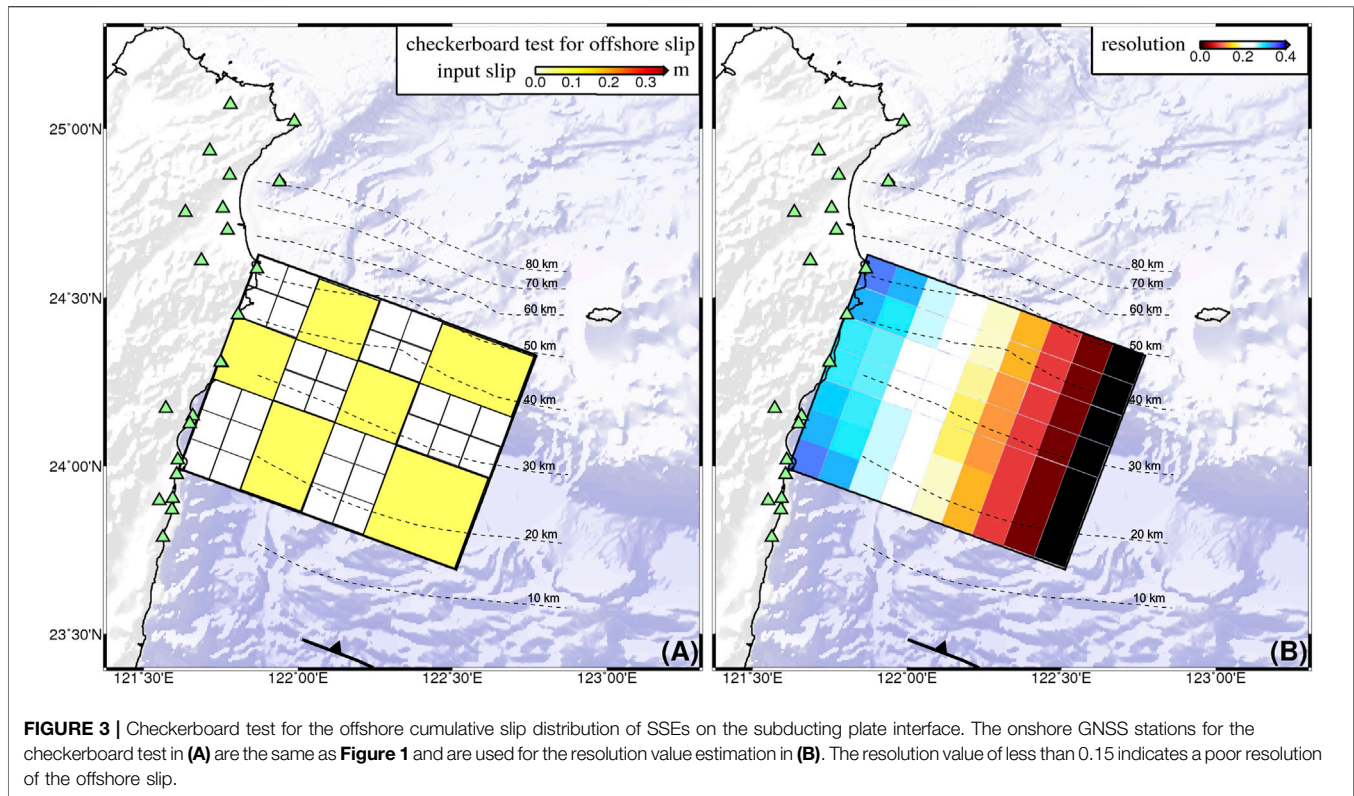 checkerboard test for offshore slip
input slip
m
0.0 0.1 0.2 0.3
resolution
0.0 0.2 0.4
25˚00'N
24˚30'N
24˚00'N
23˚30'N
80 km
70 km
60 km
50 km
40 km
30 km
20 km
10 km
(A)
80 km
70 km
60 km
50 km
40 km
30 km
20 km
10 km
(B)
121˚30'E 122˚00'E 122˚30'E 123˚00'E
121˚30'E 122˚00'E 122˚30'E 123˚00'E
FIGURE 3 | Checkerboard test for the offshore cumulative slip distribution of SSEs on the subducting plate interface. The onshore GNSS stations for the
checkerboard test in (A) are the same as Figure 1 and are used for the resolution value estimation in (B). The resolution value of less than 0.15 indicates a poor resolution
of the offshore slip.